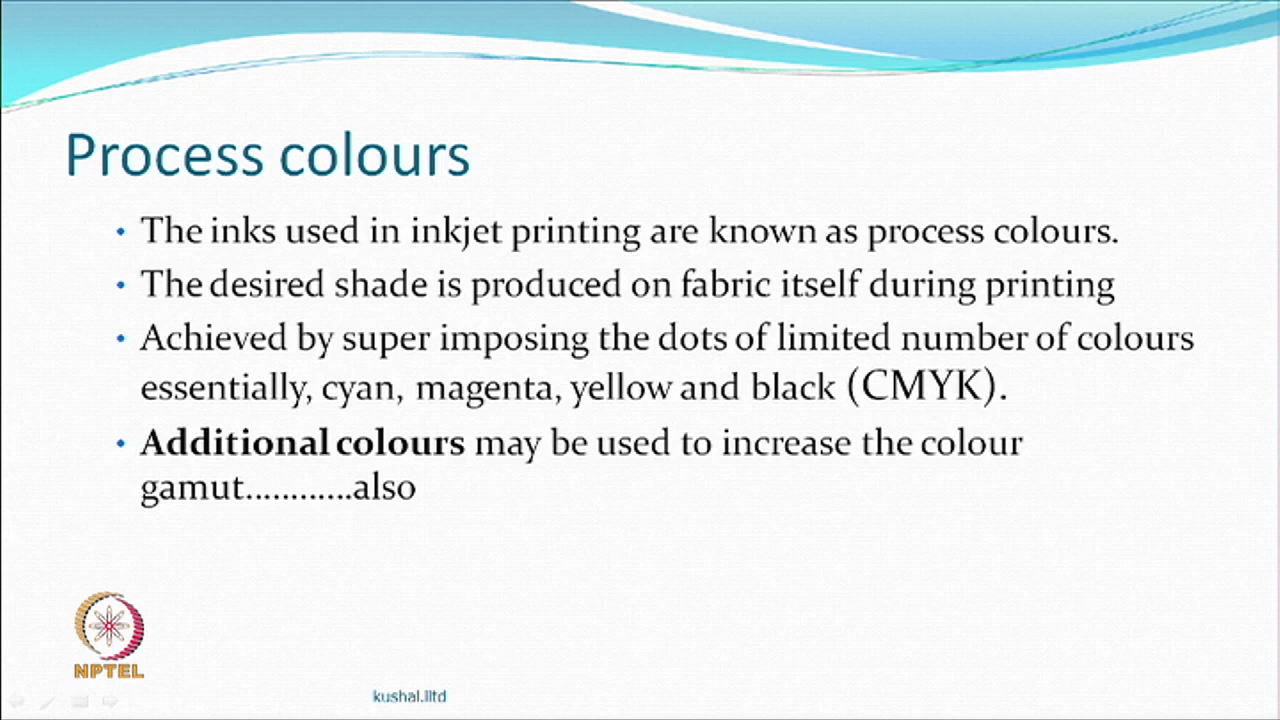 Process colours
• The inks used in inkjet printing are known as process colours.
• The desired shade is produced on fabric itself during printing
• Achieved by super imposing the dots of limited number of colours
essentially, cyan, magenta, yellow and black (CMYK).
• Additional colours may be used to increase the colour
gamut............also
NPTEL
kushal.iitd